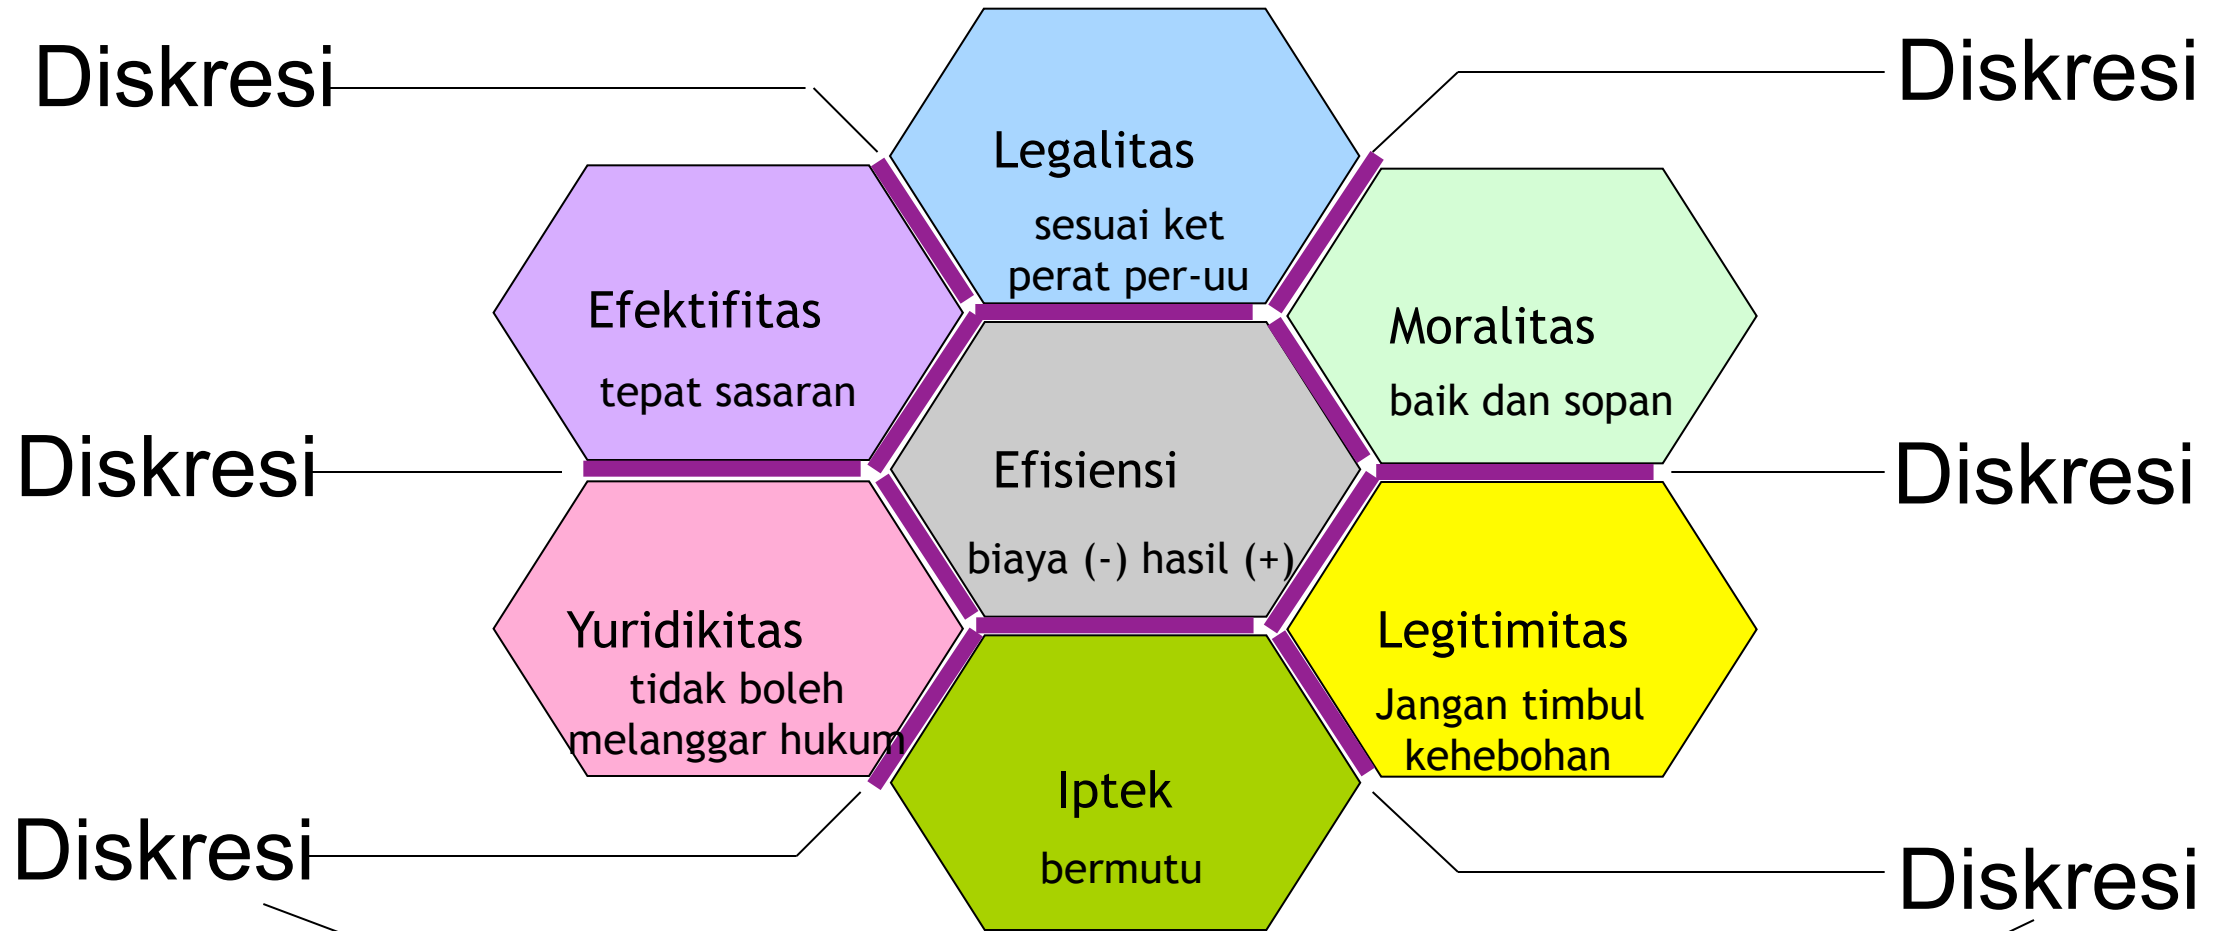 Diskresi
Diskresi
Legalitas
sesuai ket
perat per-uu
Efektifitas
tepat sasaran
Moralitas
baik dan sopan
Diskresi
Efisiensi
biaya (-) hasil (+)
Diskresi
Yuridikitas
tidak boleh
melanggar hukum
Legitimitas
Jangan timbul
kehebohan
Iptek
bermutu
Diskresi
Diskresi